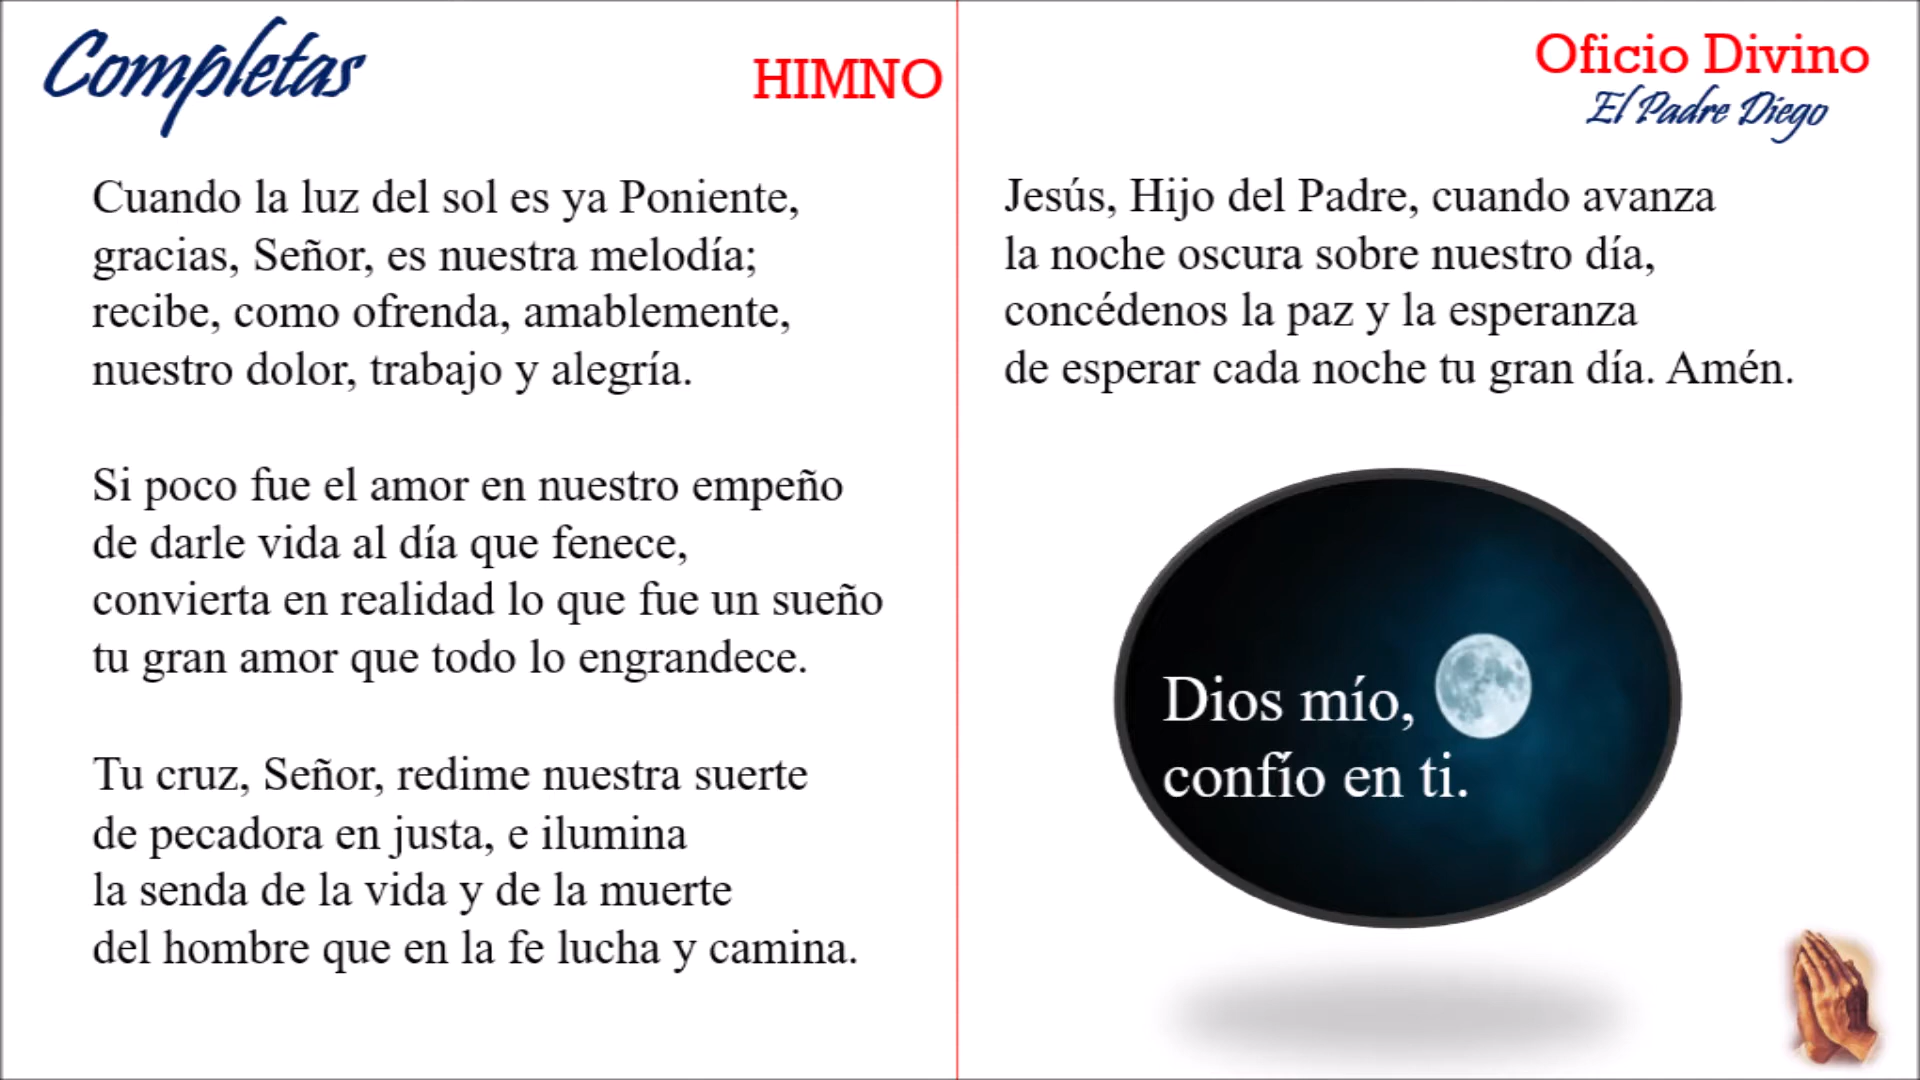 Completas
HIMNO
Cuando la luz del sol es ya Poniente,
gracias, Señor, es nuestra melodía;
recibe, como ofrenda, amablemente,
nuestro dolor, trabajo y alegría.
Si poco fue el amor en nuestro empeño
de darle vida al día que fenece,
convierta en realidad lo que fue un sueño
tu gran amor que todo lo engrandece.
Tu cruz, Señor, redime nuestra suerte
de pecadora en justa, e ilumina
la senda de la vida y de la muerte
del hombre que en la fe lucha y camina.
Oficio Divino
El Padre Diego
Jesús, Hijo del Padre, cuando avanza
la noche oscura sobre nuestro día,
concédenos la paz y la esperanza
de esperar cada noche tu gran día. Amén.
Dios mío,
confío en ti.